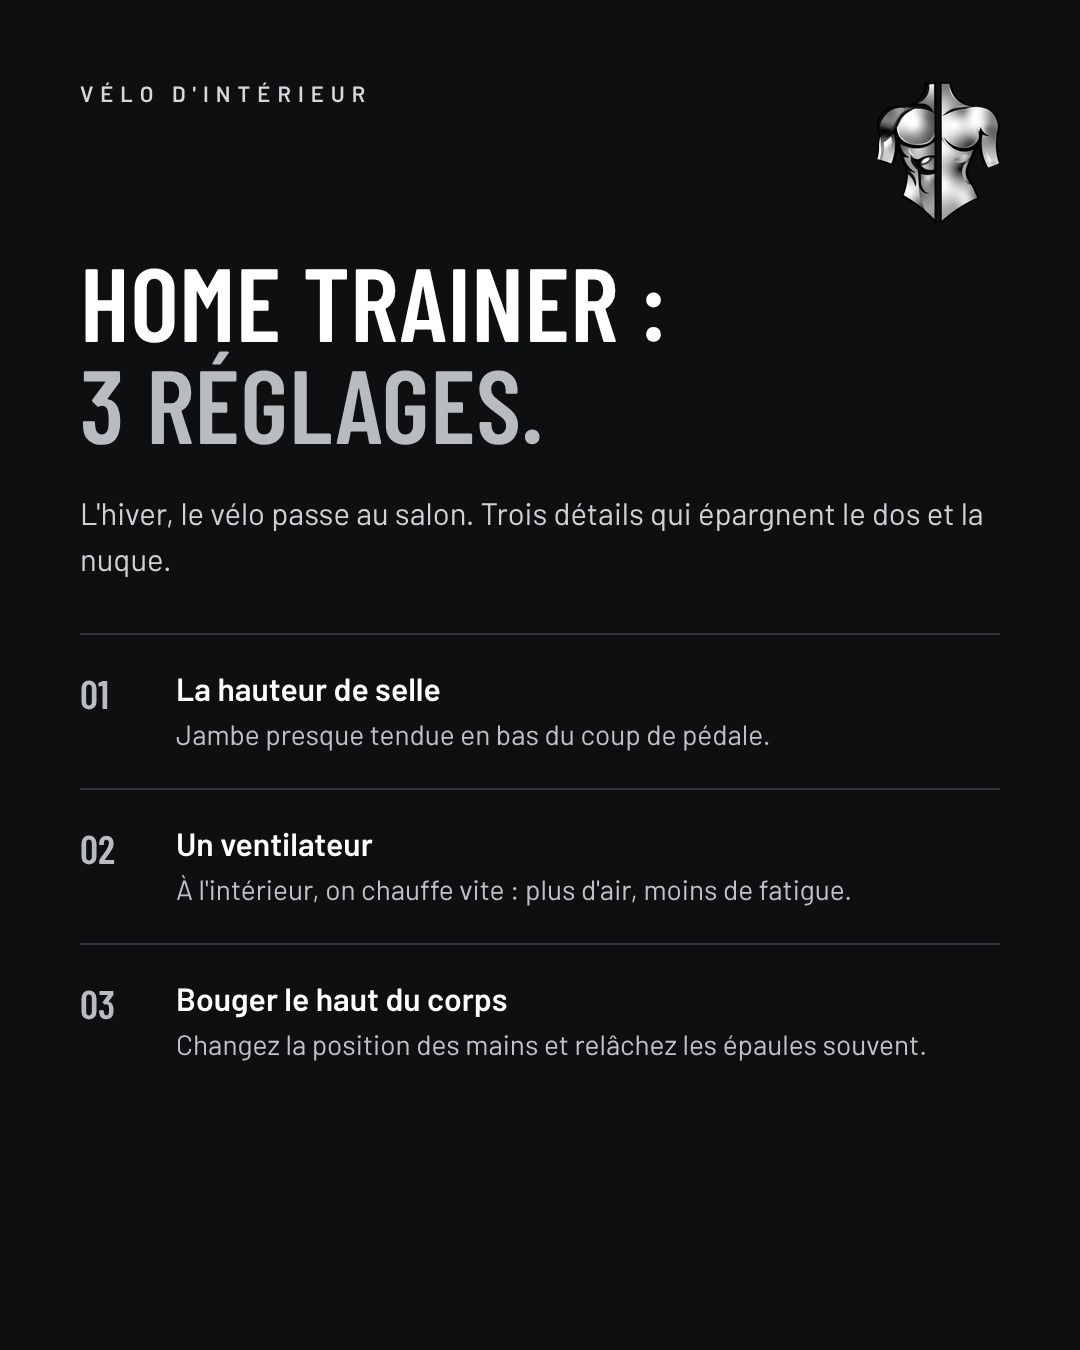 VÉLO D'INTÉRIEUR
HOME TRAINER :
3 RÉGLAGES.
L'hiver, le vélo passe au salon. Trois détails qui épargnent le dos et la
nuque.
01
La hauteur de selle
Jambe presque tendue en bas du coup de pédale.
02
Un ventilateur
À l'intérieur, on chauffe vite : plus d'air, moins de fatigue.
03
Bouger le haut du corps
Changez la position des mains et relâchez les épaules souvent.